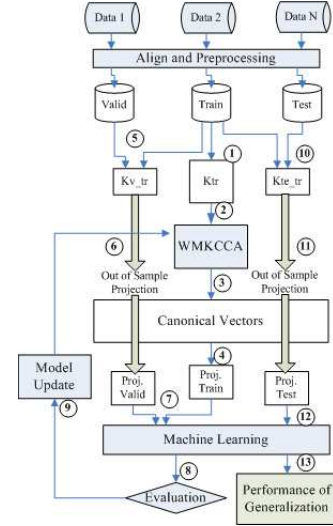 Data 1
Data 2
Data N
Align and Preprocessing
Valid
Train
Test
5
1
10
Kv_tr
Ktr
Kte_tr
2
6
WMKCCA
11
Out of Sample
Projection
3
Out of Sample
Projection
Canonical Vectors
4
Model
Update
Proj.
Valid
Proj.
Train
Proj.
Test
7
12
9
Machine Learning
8
13
Evaluation
Performance of
Generalization